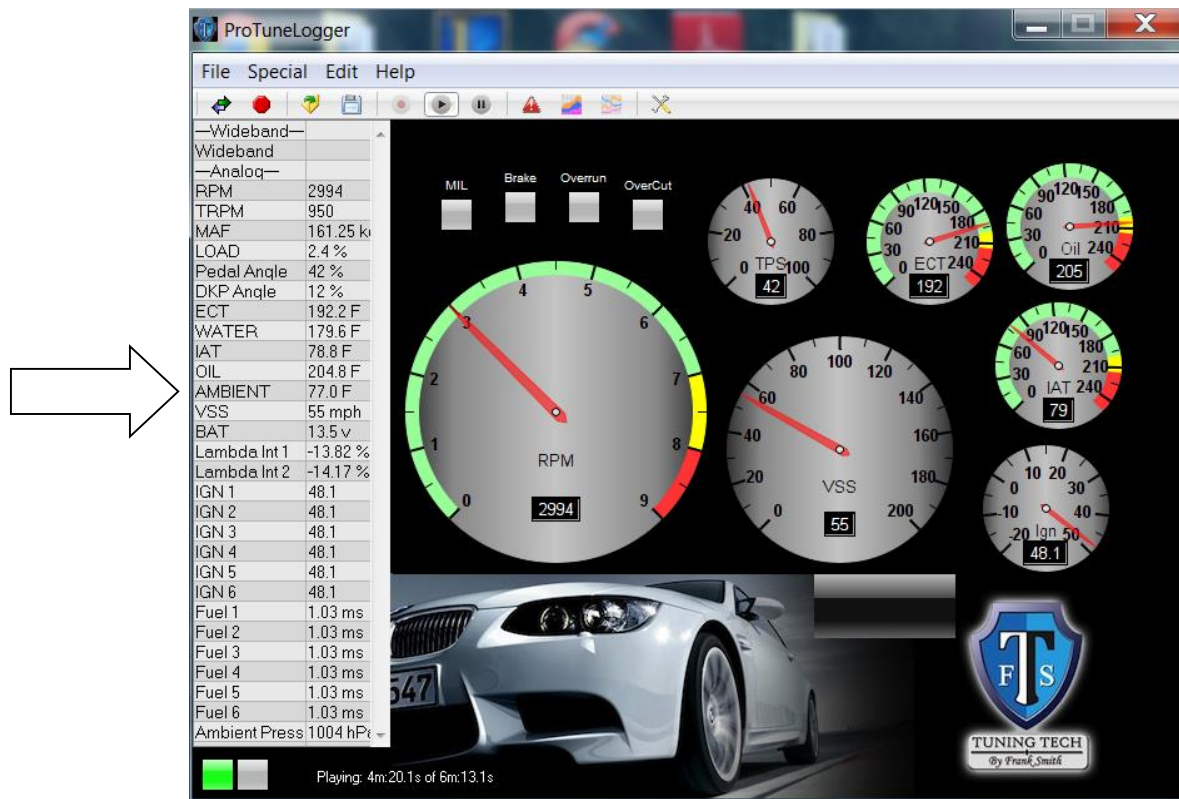 ProTuneLogger
File Special Edit Help
—Wideband—
Wideband
—Analog—
RPM 2994
TRPM 950
MAF 161.25 k
LOAD 2.4 %
Pedal Angle 42 %
DKP Angle 12 %
ECT 192.2 F
WATER 179.6 F
IAT 78.8 F
OIL 204.8 F
AMBIENT 77.0 F
VSS 55 mph
BAT 13.5 v
Lambda Int 1 -13.82 %
Lambda Int 2 -14.17 %
IGN 1 48.1
IGN 2 48.1
IGN 3 48.1
IGN 4 48.1
IGN 5 48.1
IGN 6 48.1
Fuel 1 1.03 ms
Fuel 2 1.03 ms
Fuel 3 1.03 ms
Fuel 4 1.03 ms
Fuel 5 1.03 ms
Fuel 6 1.03 ms
Ambient Press 1004 hP
MIL Brake Overrun OverCut
0 20 40 60 80 100
TPS
42
0 30 60 90 120 150 180 210 240
ECT
192
0 30 60 90 120 150 180 210 240
Oil
205
0 1 2 3 4 5 6 7 8 9
RPM
2994
0 20 40 60 80 100 120 140 160 180 200
VSS
55
0 30 60 90 120 150 180 210 240
IAT
79
-20 -10 0 10 20 30 40 50
Ign
48.1
547
T
F S
TUNING TECH
By Frank Smith
Playing: 4m:20.1s of 6m:13.1s